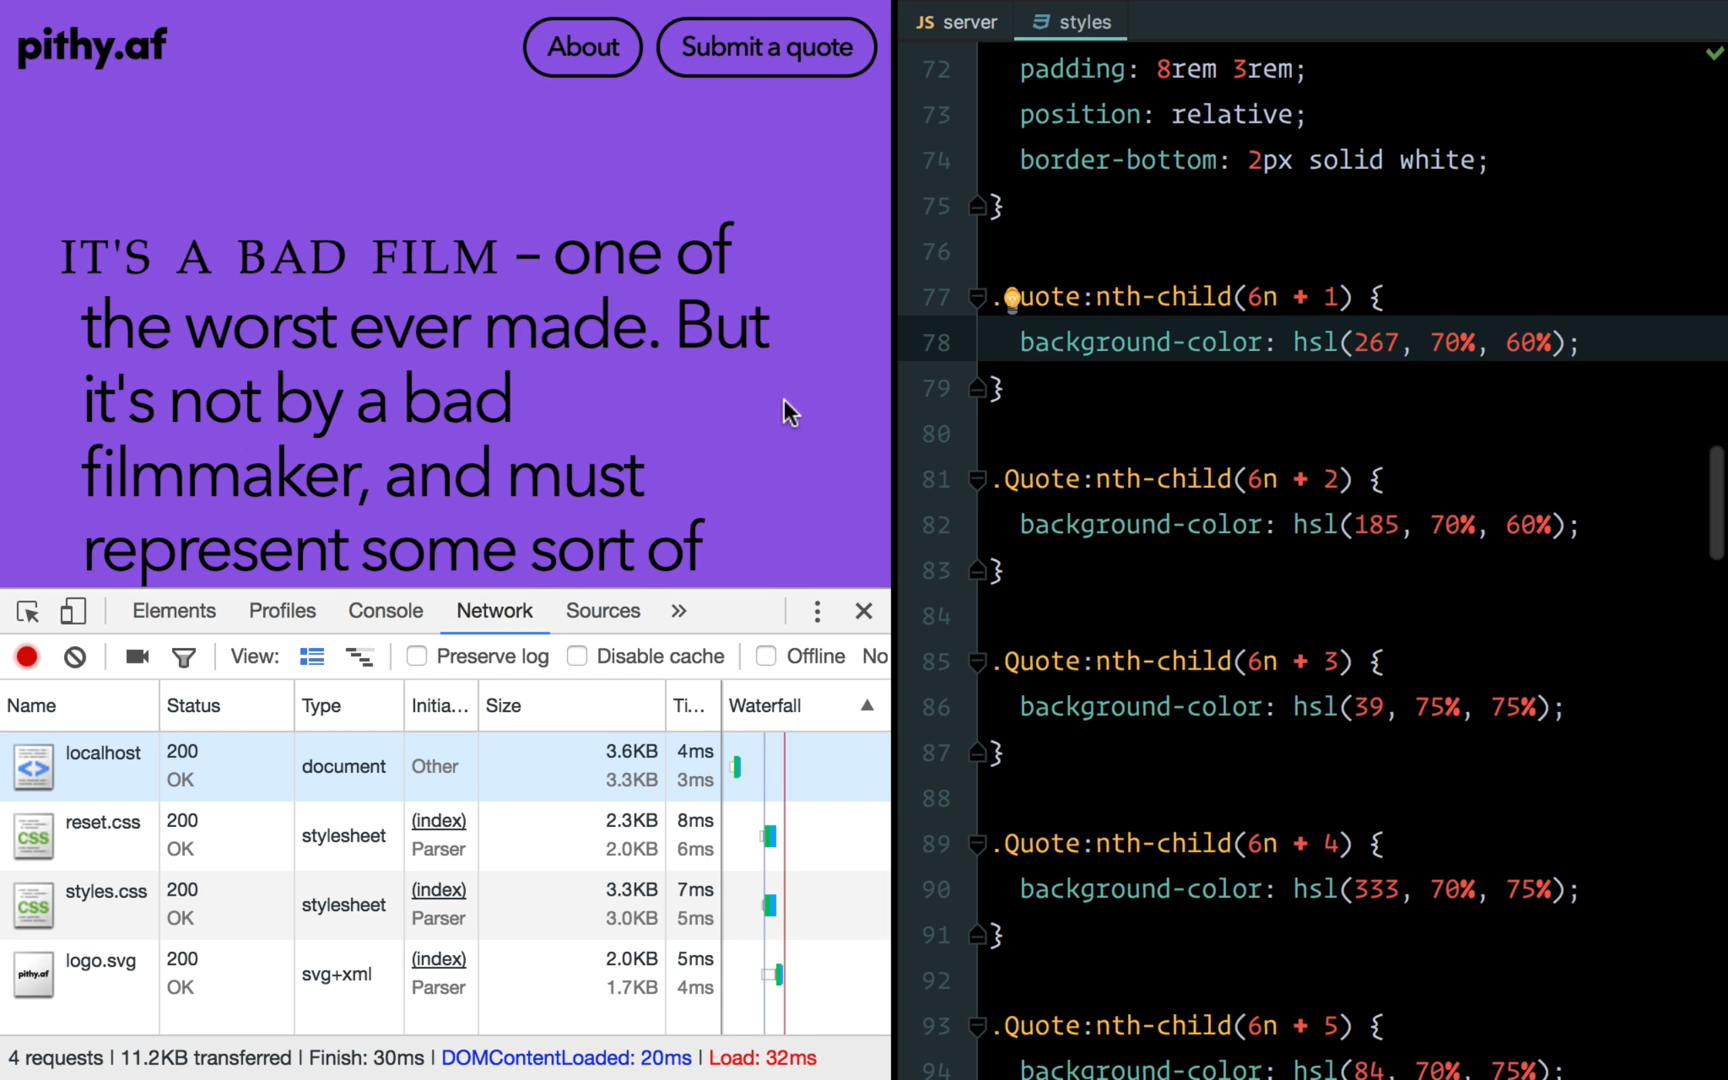 pithy.af
About
Submit a quote
IT'S A BAD FILM – one of
the worst ever made. But
it's not by a bad
filmmaker, and must
represent some sort of
Elements Profiles Console Network Sources »
View: Preserve log Disable cache Offline No
Name Status Type Initia... Size Ti... Waterfall
localhost 200 OK document Other 3.6KB 3.3KB 4ms 3ms
reset.css 200 OK stylesheet (index) Parser 2.3KB 2.0KB 8ms 6ms
styles.css 200 OK stylesheet (index) Parser 3.3KB 3.0KB 7ms 5ms
pithy.af logo.svg 200 OK svg+xml (index) Parser 2.0KB 1.7KB 5ms 4ms
4 requests | 11.2KB transferred | Finish: 30ms | DOMContentLoaded: 20ms | Load: 32ms
JS server styles
72 padding: 8rem 3rem;
73 position: relative;
74 border-bottom: 2px solid white;
75 }
76
77 .uote:nth-child(6n + 1) {
78 background-color: hsl(267, 70%, 60%);
79 }
80
81 .Quote:nth-child(6n + 2) {
82 background-color: hsl(185, 70%, 60%);
83 }
84
85 .Quote:nth-child(6n + 3) {
86 background-color: hsl(39, 75%, 75%);
87 }
88
89 .Quote:nth-child(6n + 4) {
90 background-color: hsl(333, 70%, 75%);
91 }
92
93 .Quote:nth-child(6n + 5) {
94 background-color: hsl(84, 70%, 75%);